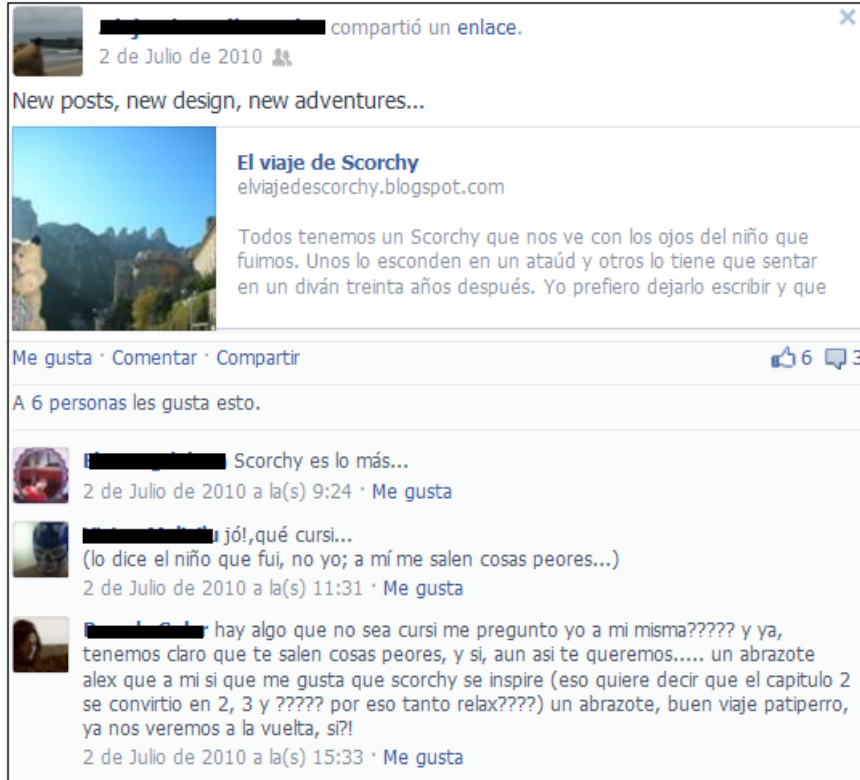 compartió un enlace.
2 de Julio de 2010
New posts, new design, new adventures...
El viaje de Scorchy
elviajedescorchy.blogspot.com
Todos tenemos un Scorchy que nos ve con los ojos del niño que
fuimos. Unos lo esconden en un ataúd y otros lo tiene que sentar
en un diván treinta años después. Yo prefiero dejarlo escribir y que
Me gusta · Comentar · Compartir 6 3
A 6 personas les gusta esto.
Scorchy es lo más...
2 de Julio de 2010 a la(s) 9:24 · Me gusta
jó!,qué cursi...
(lo dice el niño que fui, no yo; a mí me salen cosas peores...)
2 de Julio de 2010 a la(s) 11:31 · Me gusta
hay algo que no sea cursi me pregunto yo a mi misma????? y ya,
tenemos claro que te salen cosas peores, y si, aun asi te queremos..... un abrazote
alex que a mi si que me gusta que scorchy se inspire (eso quiere decir que el capitulo 2
se convirtio en 2, 3 y ????? por eso tanto relax????) un abrazote, buen viaje patiperro,
ya nos veremos a la vuelta, sí?!
2 de Julio de 2010 a la(s) 15:33 · Me gusta